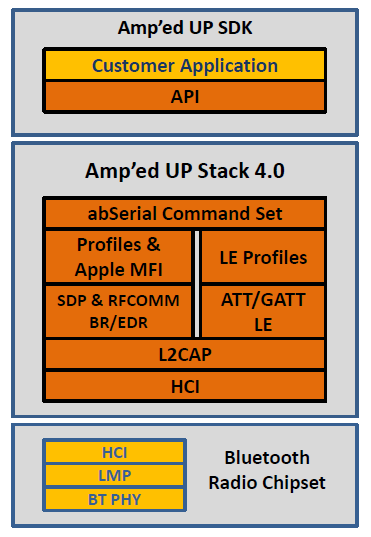 Amp’ed UP SDK
Customer Application
API
Amp’ed UP Stack 4.0
abSerial Command Set
Profiles &
Apple MFI
LE Profiles
SDP & RFCOMM
BR/EDR
ATT/GATT
LE
L2CAP
HCI
HCI
LMP
BT PHY
Bluetooth
Radio Chipset